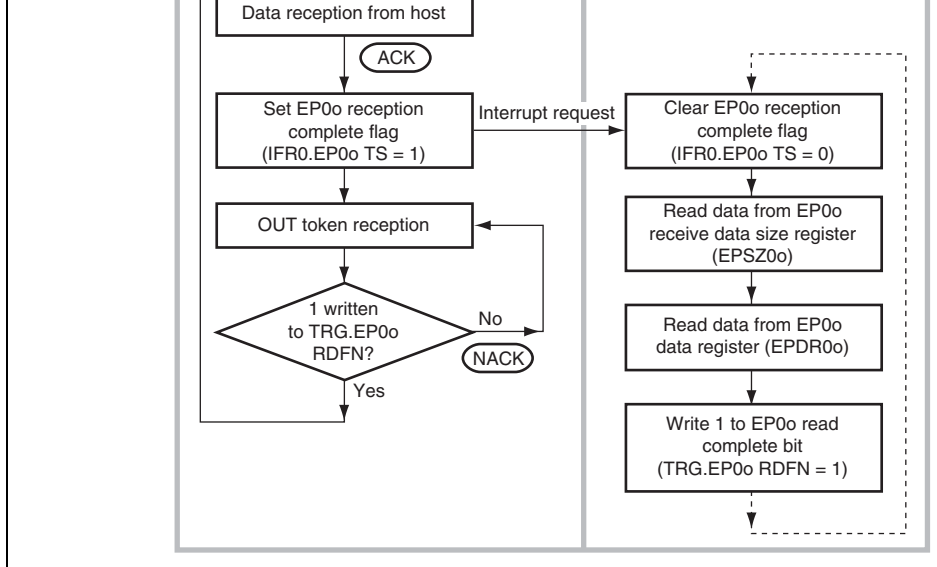 Data reception from host
ACK
Set EP0o reception
complete flag
(IFR0.EP0o TS = 1)
Interrupt request
Clear EP0o reception
complete flag
(IFR0.EP0o TS = 0)
OUT token reception
Read data from EP0o
receive data size register
(EPSZ0o)
1 written
to TRG.EP0o
RDFN?
No
NACK
Yes
Read data from EP0o
data register (EPDR0o)
Write 1 to EP0o read
complete bit
(TRG.EP0o RDFN = 1)